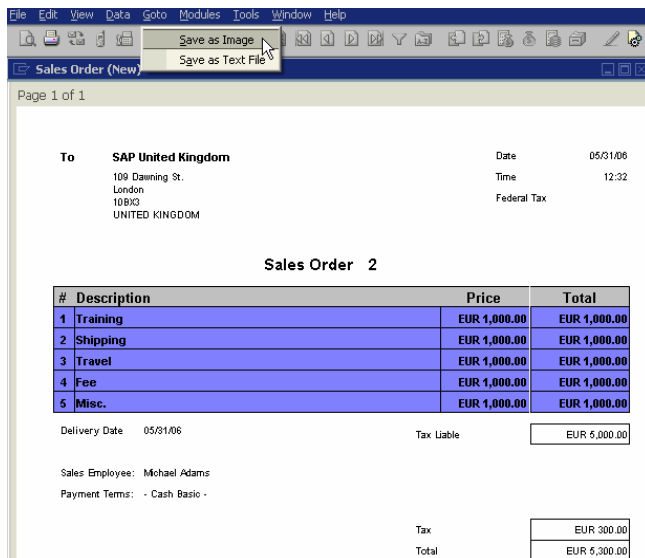 File Edit View Data Goto Modules Tools Window Help
Save as Image
Save as Text File
Sales Order (New)
Page 1 of 1
To SAP United Kingdom Date 05/31/06
109 Dawning St. Time 12:32
London
10BX3 Federal Tax
UNITED KINGDOM
Sales Order 2
# Description Price Total
1 Training EUR 1,000.00 EUR 1,000.00
2 Shipping EUR 1,000.00 EUR 1,000.00
3 Travel EUR 1,000.00 EUR 1,000.00
4 Fee EUR 1,000.00 EUR 1,000.00
5 Misc. EUR 1,000.00 EUR 1,000.00
Delivery Date 05/31/06 Tax Liable EUR 5,000.00
Sales Employee: Michael Adams
Payment Terms: - Cash Basic -
Tax EUR 300.00
Total EUR 5,300.00